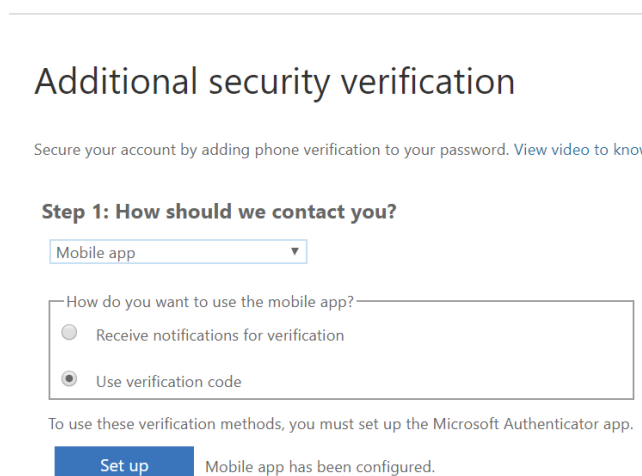 Additional security verification
Secure your account by adding phone verification to your password. View video to
Step 1: How should we contact you?
Mobile app
How do you want to use the mobile app?
Receive notifications for verification
Use verification code
To use these verification methods, you must set up the Microsoft Authenticator app.
Set up Mobile app has been configured.